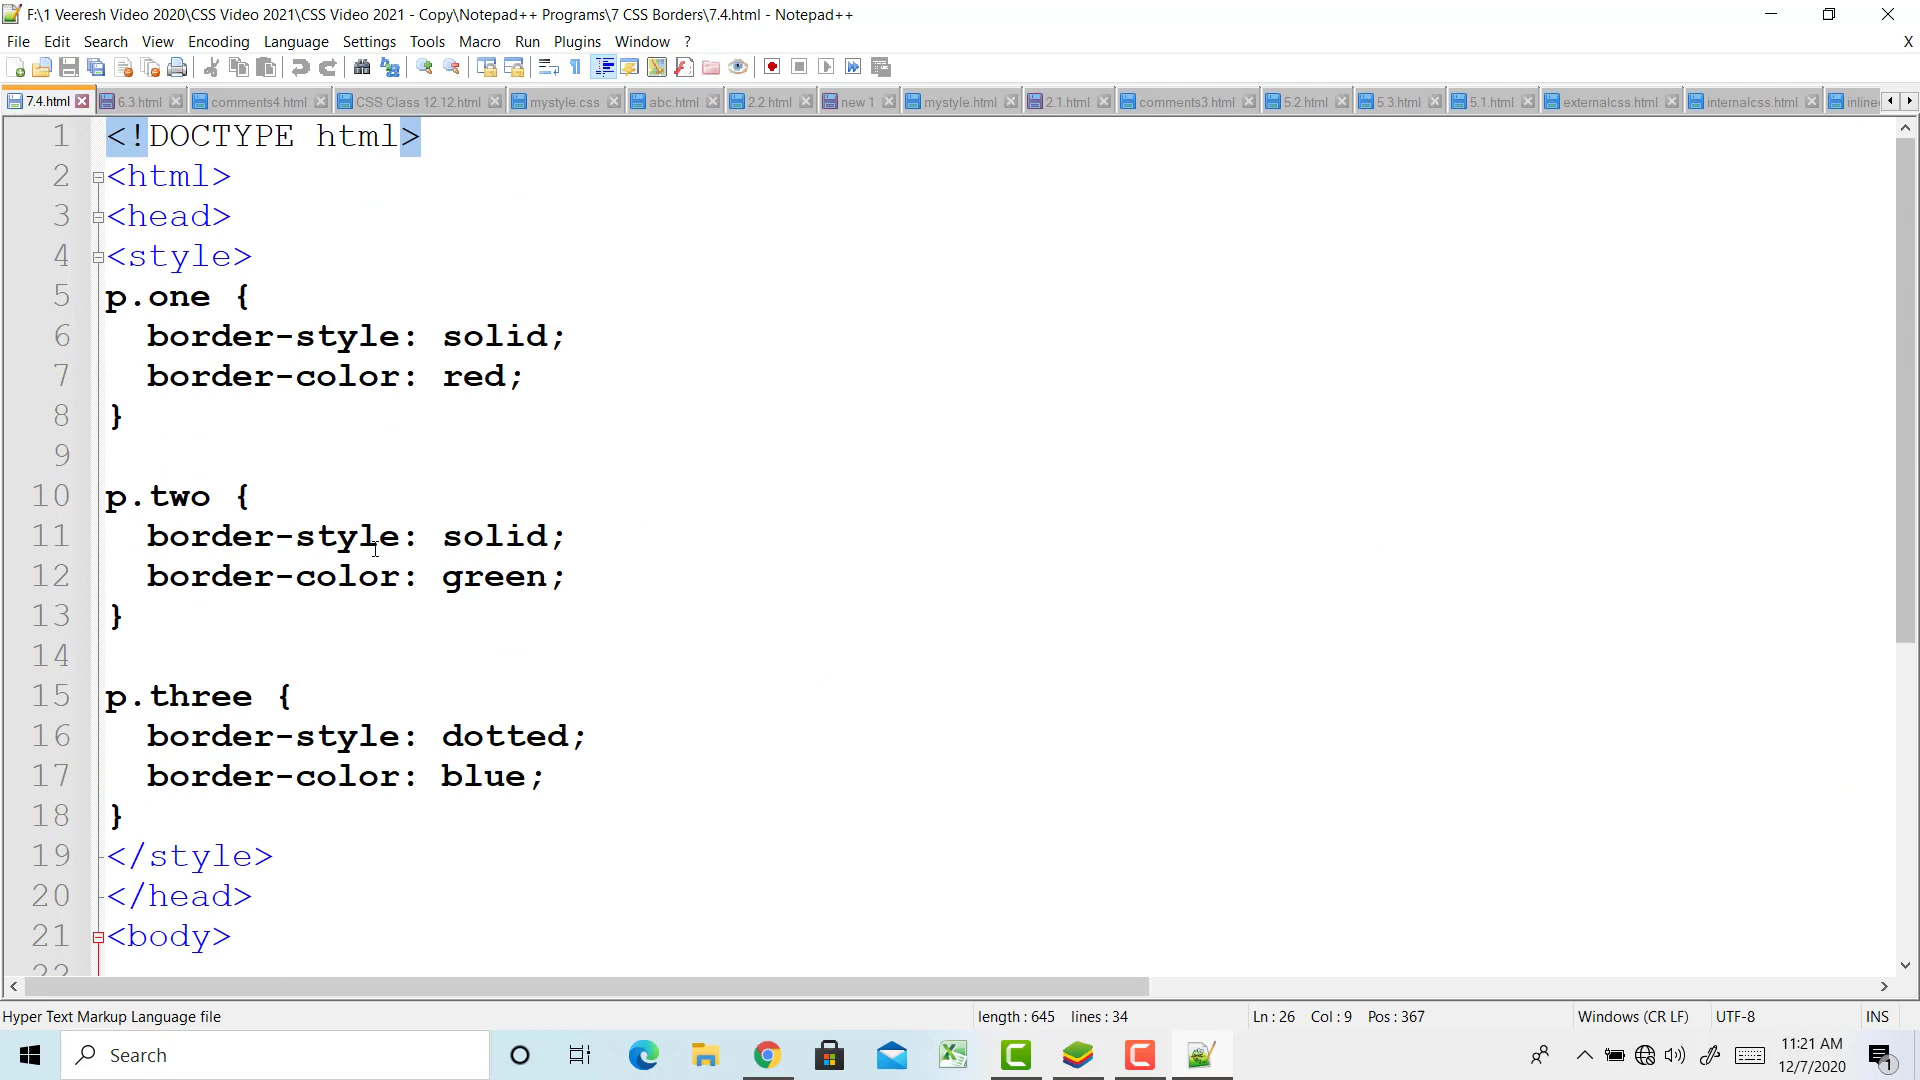 F:\1 Veeresh Video 2020\CSS Video 2021\CSS Video 2021 - Copy\Notepad++ Programs\7 CSS Borders\7.4.html - Notepad++
File Edit Search View Encoding Language Settings Tools Macro Run Plugins Window ? X
7.4.html 6.3.html comments4.html CSS Class 12.12.html mystyle.css abc.html 2.2.html new 1 mystyle.html 2.1.html comments3.html 5.2.html 5.3.html 5.1.html externalcss.html internalcss.html inline
1 <!DOCTYPE html>
2 <html>
3 <head>
4 <style>
5 p.one {
6 border-style: solid;
7 border-color: red;
8 }
9
10 p.two {
11 border-style: solid;
12 border-color: green;
13 }
14
15 p.three {
16 border-style: dotted;
17 border-color: blue;
18 }
19 </style>
20 </head>
21 <body>
22
Hyper Text Markup Language file length : 645 lines : 34 Ln : 26 Col : 9 Pos : 367 Windows (CR LF) UTF-8 INS
Search
11:21 AM
12/7/2020
1